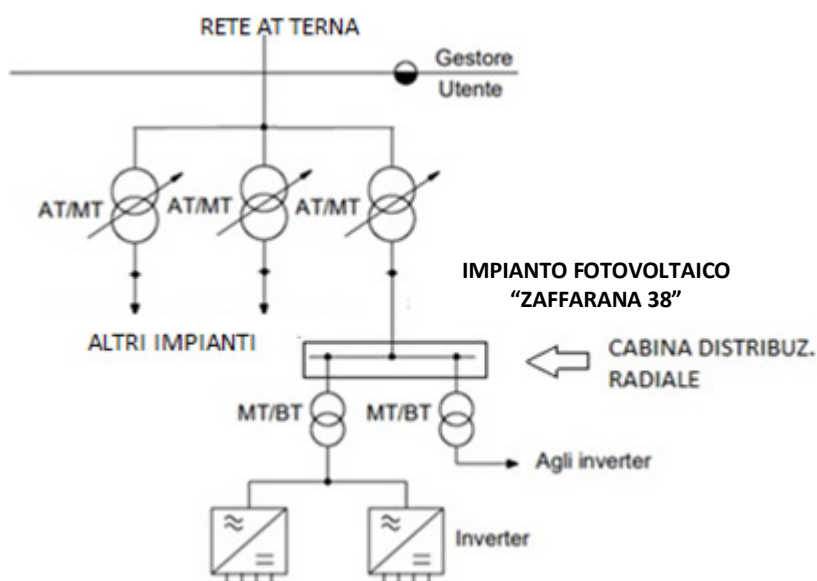 RETE AT TERNA
Gestore
Utente
AT/MT
AT/MT
AT/MT
IMPIANTO FOTOVOLTAICO
“ZAFFARANA 38”
ALTRI IMPIANTI
CABINA DISTRIBUZ.
RADIALE
MT/BT
MT/BT
Agli inverter
Inverter